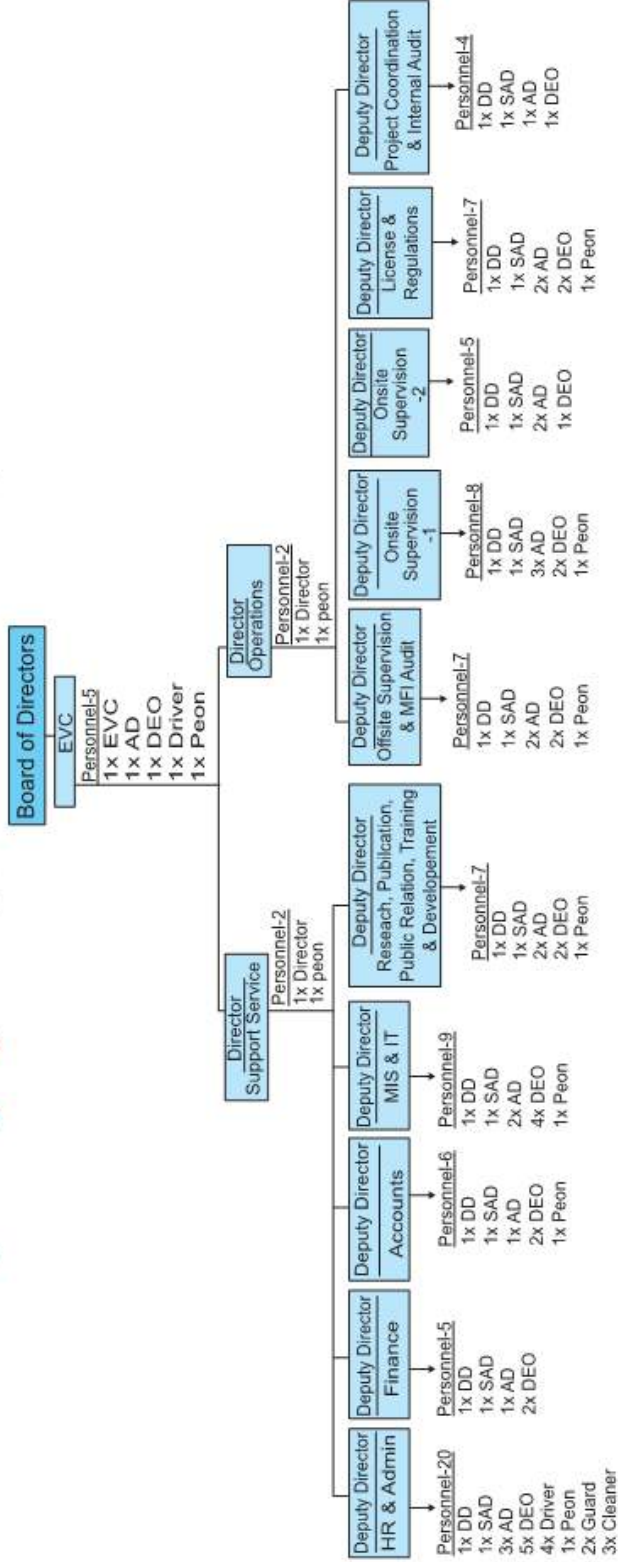 Board of Directors
EVC
Personnel-5
1x EVC
1x AD
1x DEO
1x Driver
1x Peon
Director
Support Service
Personnel-2
1x Director
1x peon
Director
Operations
Personnel-2
1x Director
1x peon
Deputy Director
HR & Admin
Personnel-20
1x DD
1x SAD
3x AD
5x DEO
4x Driver
1x Peon
2x Guard
3x Cleaner
Deputy Director
Finance
Personnel-5
1x DD
1x SAD
1x AD
2x DEO
Deputy Director
Accounts
Personnel-6
1x DD
1x SAD
1x AD
2x DEO
1x Peon
Deputy Director
MIS & IT
Personnel-9
1x DD
1x SAD
2x AD
4x DEO
1x Peon
Deputy Director
Reseach, Pubilcation,
Public Relation, Training
& Developement
Personnel-7
1x DD
1x SAD
2x AD
2x DEO
1x Peon
Deputy Director
Offsite Supervision
& MFI Audit
Personnel-7
1x DD
1x SAD
2x AD
2x DEO
1x Peon
Deputy Director
Onsite
Supervision
-1
Personnel-8
1x DD
1x SAD
3x AD
2x DEO
1x Peon
Deputy Director
Onsite
Supervision
-2
Personnel-5
1x DD
1x SAD
2x AD
1x DEO
Deputy Director
License &
Regulations
Personnel-7
1x DD
1x SAD
2x AD
2x DEO
1x Peon
Deputy Director
Project Coordination
& Internal Audit
Personnel-4
1x DD
1x SAD
1x AD
1x DEO